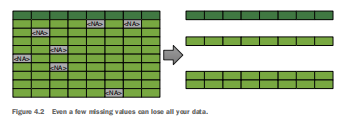 <NA> <NA>
<NA>
<NA>
<NA>
<NA>
<NA>
Figure 4.2 Even a few missing values can lose all your data.